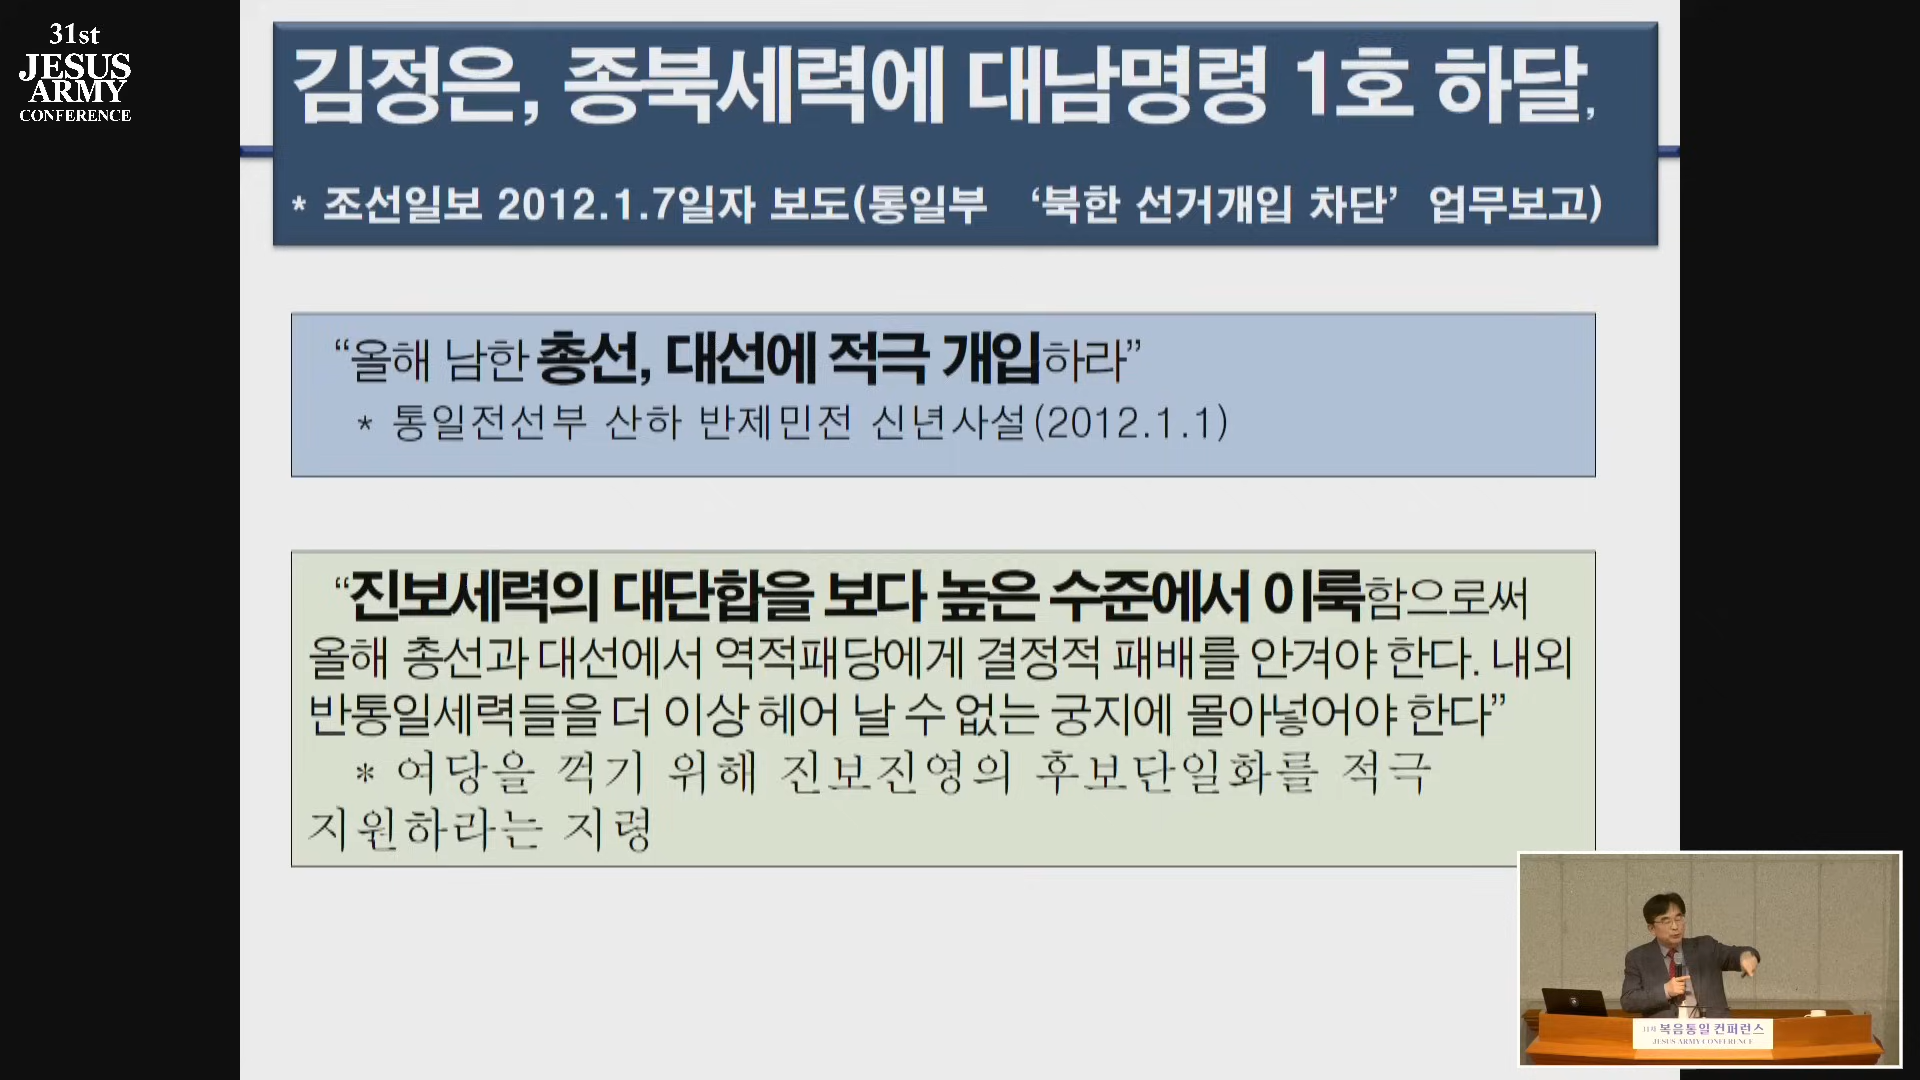 31st
JESUS
ARMY
CONFERENCE
김정은, 종북세력에 대남명령 1호 하달,
* 조선일보 2012.1.7일자 보도(통일부 ‘북한 선거개입 차단’ 업무보고)
“올해 남한 총선, 대선에 적극 개입하라”
* 통일전선부 산하 반제민전 신년사설(2012.1.1)
“진보세력의 대단합을 보다 높은 수준에서 이룩함으로써
올해 총선과 대선에서 역적패당에게 결정적 패배를 안겨야 한다. 내외
반통일세력들을 더 이상 헤어 날 수 없는 궁지에 몰아넣어야 한다”
* 여당을 꺽기 위해 진보진영의 후보단일화를 적극
지원하라는 지령
복음통일 컨퍼런스
JESUS ARMY CONFERENCE